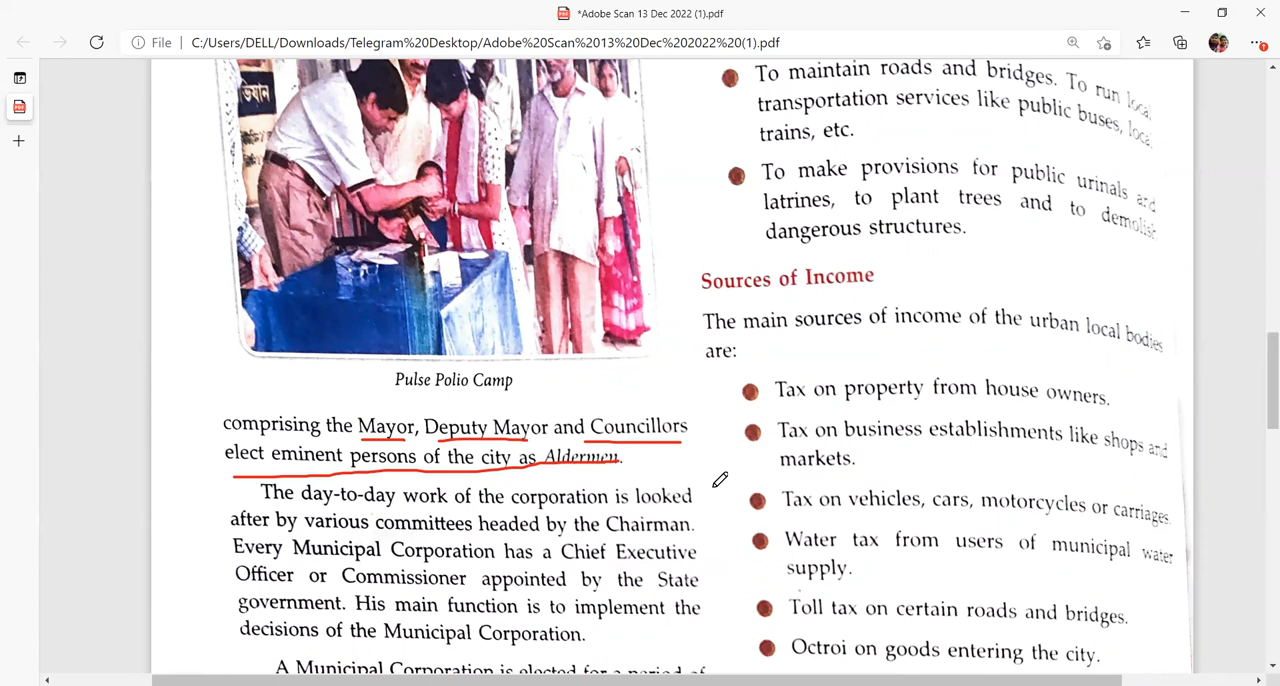 *Adobe Scan 13 Dec 2022 (1).pdf
File | C:/Users/DELL/Downloads/Telegram%20Desktop/Adobe%20Scan%2013%20Dec%202022%20(1).pdf
Pulse Polio Camp
comprising the Mayor, Deputy Mayor and Councillors
elect eminent persons of the city as Aldermen.
The day-to-day work of the corporation is looked
after by various committees headed by the Chairman.
Every Municipal Corporation has a Chief Executive
Officer or Commissioner appointed by the State
government. His main function is to implement the
decisions of the Municipal Corporation.
A Municipal Corporation is elected for a period of
To maintain roads and bridges. To run local
transportation services like public buses, local
trains, etc.
To make provisions for public urinals and
latrines, to plant trees and to demolish
dangerous structures.
Sources of Income
The main sources of income of the urban local bodies
are:
Tax on property from house owners.
Tax on business establishments like shops and
markets.
Tax on vehicles, cars, motorcycles or carriages.
Water tax from users of municipal water
supply.
Toll tax on certain roads and bridges.
Octroi on goods entering the city.